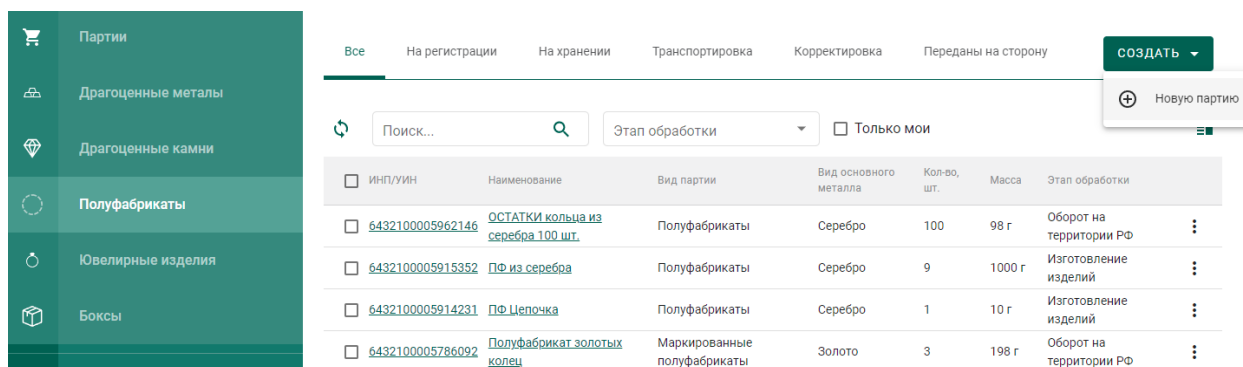 Партии
Драгоценные металы
Драгоценные камни
Полуфабрикаты
Ювелирные изделия
Боксы
Все На регистрации На хранении Транспортировка Корректировка Переданы на сторону СОЗДАТЬ
Новую партию
Поиск... Этап обработки Только мои
ИНП/УИН Наименование Вид партии Вид основного металла Кол-во, шт. Масса Этап обработки
6432100005962146 ОСТАТКИ кольца из серебра 100 шт. Полуфабрикаты Серебро 100 98 г Оборот на территории РФ
6432100005915352 ПФ из серебра Полуфабрикаты Серебро 9 1000 г Изготовление изделий
6432100005914231 ПФ Цепочка Полуфабрикаты Серебро 1 10 г Изготовление изделий
6432100005786092 Полуфабрикат золотых колец Маркированные полуфабрикаты Золото 3 198 г Оборот на территории РФ